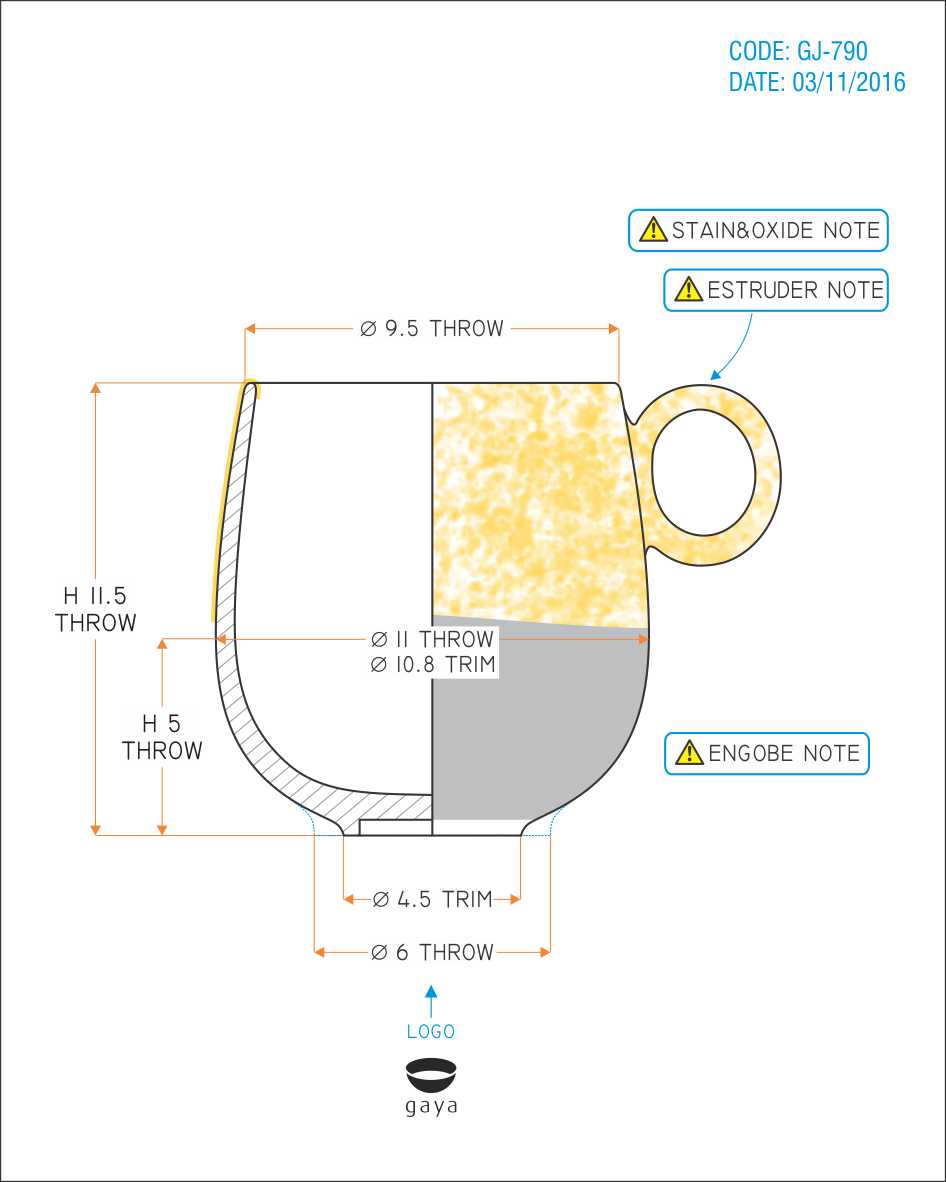 CODE: GJ-790
DATE: 03/11/2016
STAIN&OXIDE NOTE
ESTRUDER NOTE
Ø 9.5 THROW
H 11.5
THROW
Ø 11 THROW
Ø 10.8 TRIM
H 5
THROW
ENGOBE NOTE
Ø 4.5 TRIM
Ø 6 THROW
LOGO
gaya